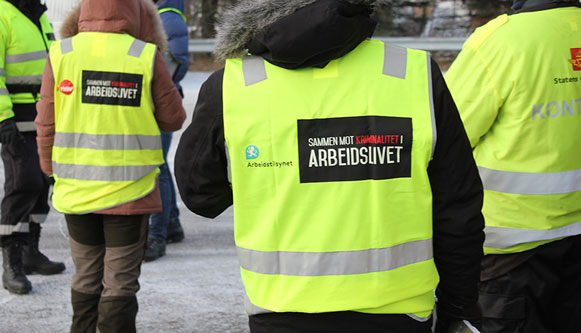 SAMMEN MOT KRIMINALITET I
ARBEIDSLIVET
Arbeidstilsynet
SAMMEN MOT KRIMINALITET I
ARBEIDSLIVET
Statens
KONT